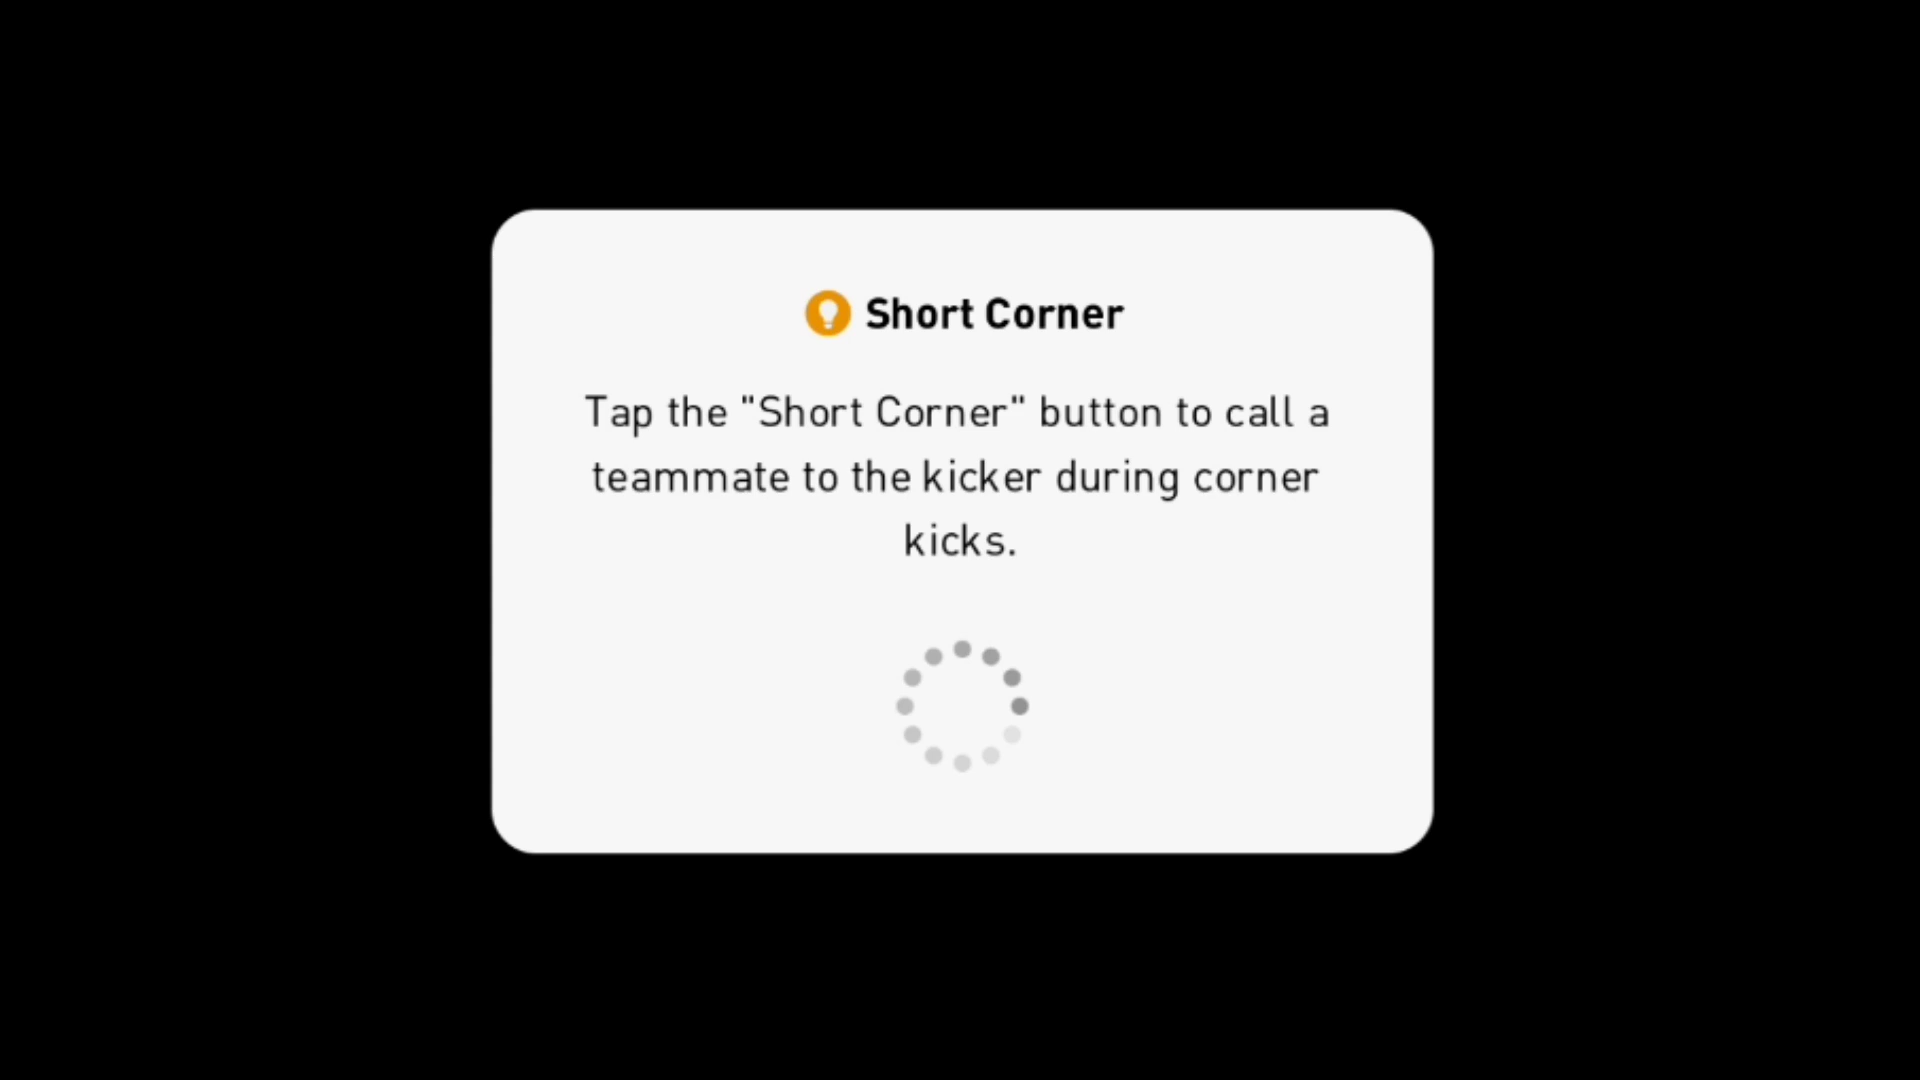 Short Corner
Tap the "Short Corner" button to call a
teammate to the kicker during corner
kicks.